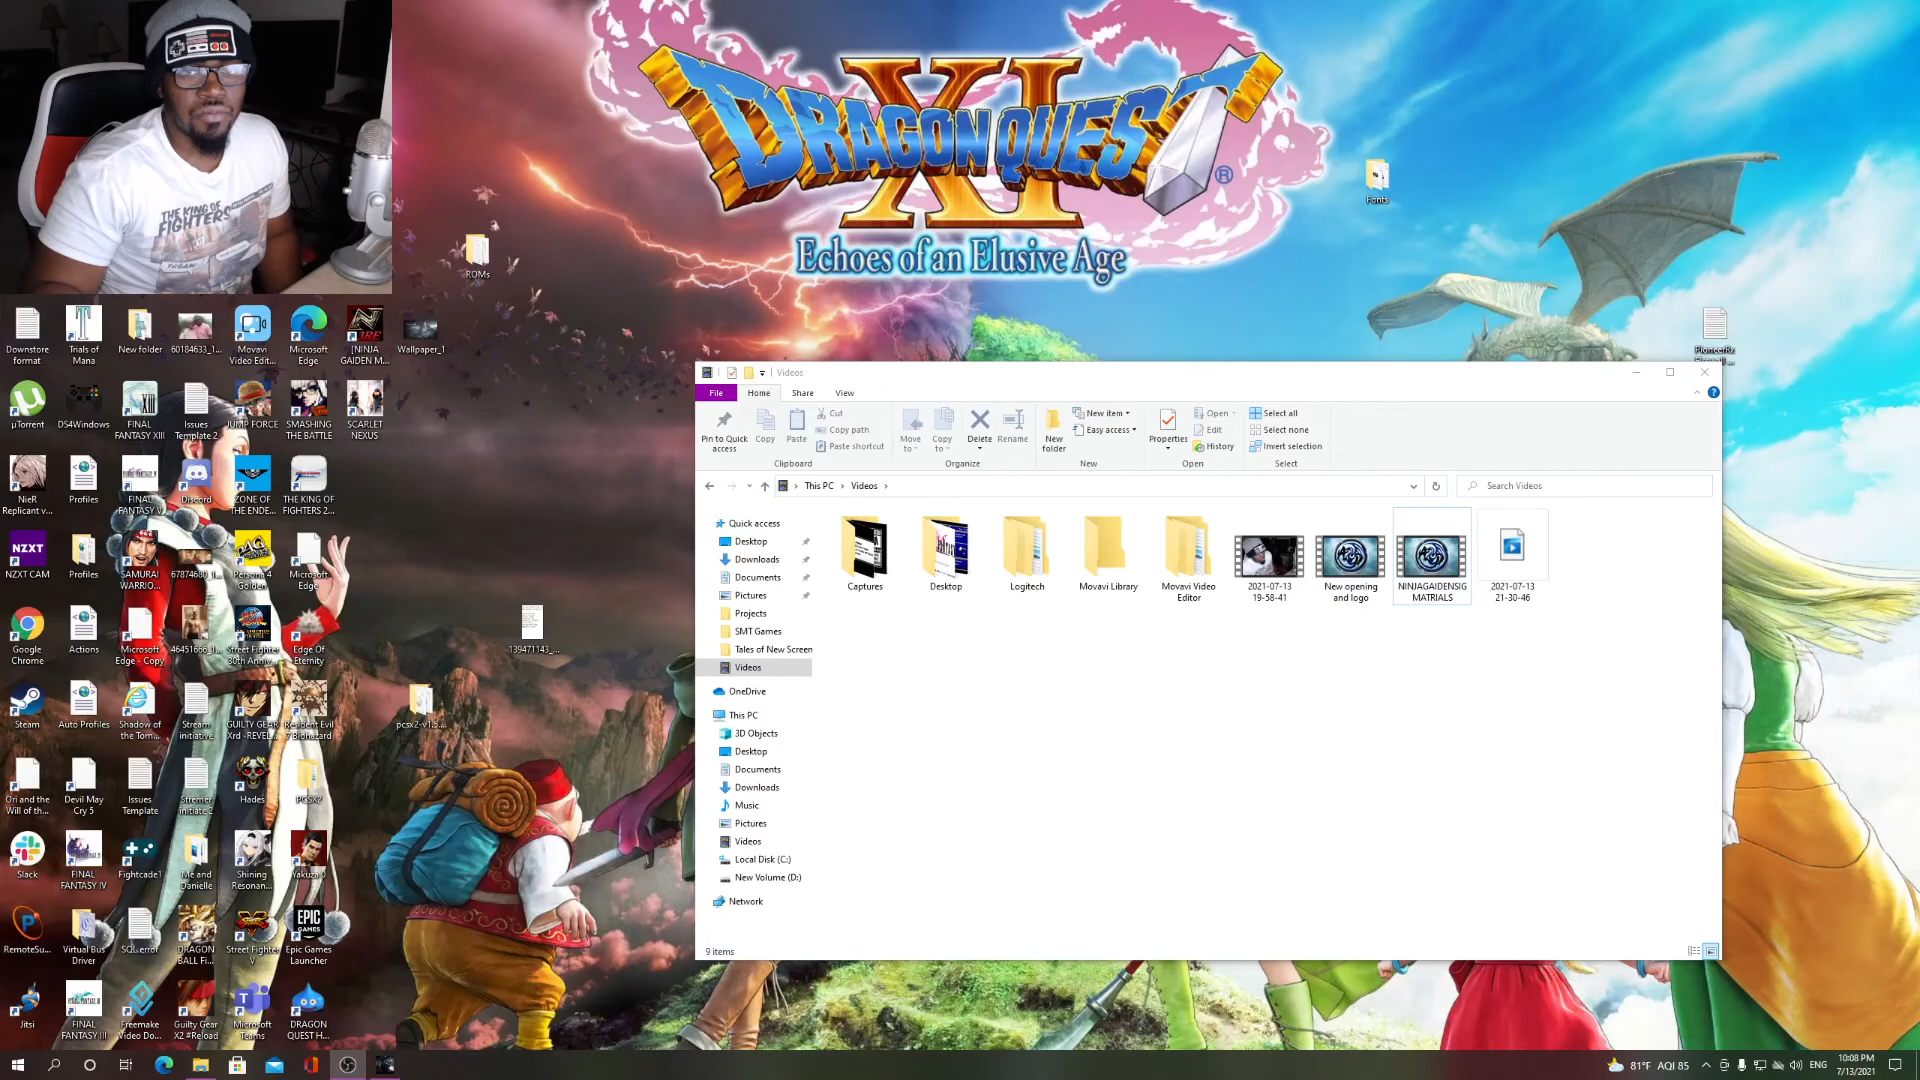 DRAGON QUEST XI
®
Echoes of an Elusive Age
THE KING OF
FIGHTERS
ROMs
Fonts
Downstore format
Trials of Mana
New folder
60184633_1...
Movavi Video Edit...
Microsoft Edge
[NINJA GAIDEN M...
Wallpaper_1
µTorrent
DS4Windows
FINAL FANTASY XIII
Issues Template 2
JUMP FORCE
SMASHING THE BATTLE
SCARLET NEXUS
NieR Replicant v...
Profiles
FINAL FANTASY V
Discord
ZONE OF THE ENDE...
THE KING OF FIGHTERS 2...
NZXT
NZXT CAM
Profiles
SAMURAI WARRIO...
67874680_1...
Persona 4 Golden
Microsoft Edge
Google Chrome
Actions
Microsoft Edge - Copy
Street Fighter 30th Anniv...
Edge Of Eternity
139471143_...
Steam
Auto Profiles
Shadow of the Tom...
Stream initiative
GUILTY GEAR Xrd -REVEL...
Resident Evil 7 Biohazard
pcsx2-v1.5...
Ori and the Will of th...
Devil May Cry 5
Issues Template
Stremer initiate 2
Hades
PCSX2
Slack
FINAL FANTASY IV
Fightcade1
Me and Danielle
Shining Resonan...
Yakuza 0
RemoteSu...
Virtual Bus Driver
SQL error
DRAGON BALL Fi...
Street Fighter V
EPIC GAMES
Epic Games Launcher
Jitsi
FINAL FANTASY III
Freemake Video Do...
Guilty Gear X2 #Reload
Microsoft Teams
DRAGON QUEST H...
Videos
File Home Share View
Pin to Quick access
Copy
Paste
Cut
Copy path
Paste shortcut
Clipboard
Move to
Copy to
Delete
Rename
Organize
New folder
New item
Easy access
New
Properties
Open
Edit
History
Open
Select all
Select none
Invert selection
Select
This PC > Videos >
Search Videos
Quick access
Desktop
Downloads
Documents
Pictures
Projects
SMT Games
Tales of New Screen
Videos
OneDrive
This PC
3D Objects
Desktop
Documents
Downloads
Music
Pictures
Videos
Local Disk (C:)
New Volume (D:)
Network
Captures
Desktop
Logitech
Movavi Library
Movavi Video Editor
2021-07-13 19-58-41
New opening and logo
NINJAGAIDENSIG MATRIALS
2021-07-13 21-30-46
9 items
81°F AQI 85
ENG
10:08 PM
7/13/2021